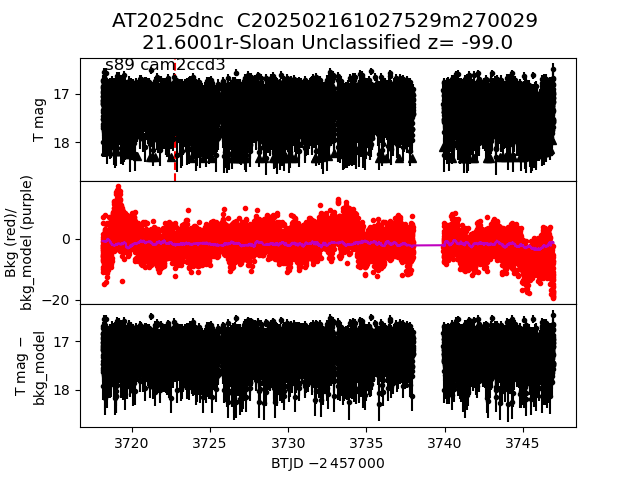 AT2025dnc  C202502161027529m270029
21.6001r-Sloan Unclassified z= -99.0
s89 cam2ccd3
17
18
T mag
0
−20
Bkg (red)/
bkg_model (purple)
17
18
T mag −
bkg_model
3720 3725 3730 3735 3740 3745
BTJD −2 457 000